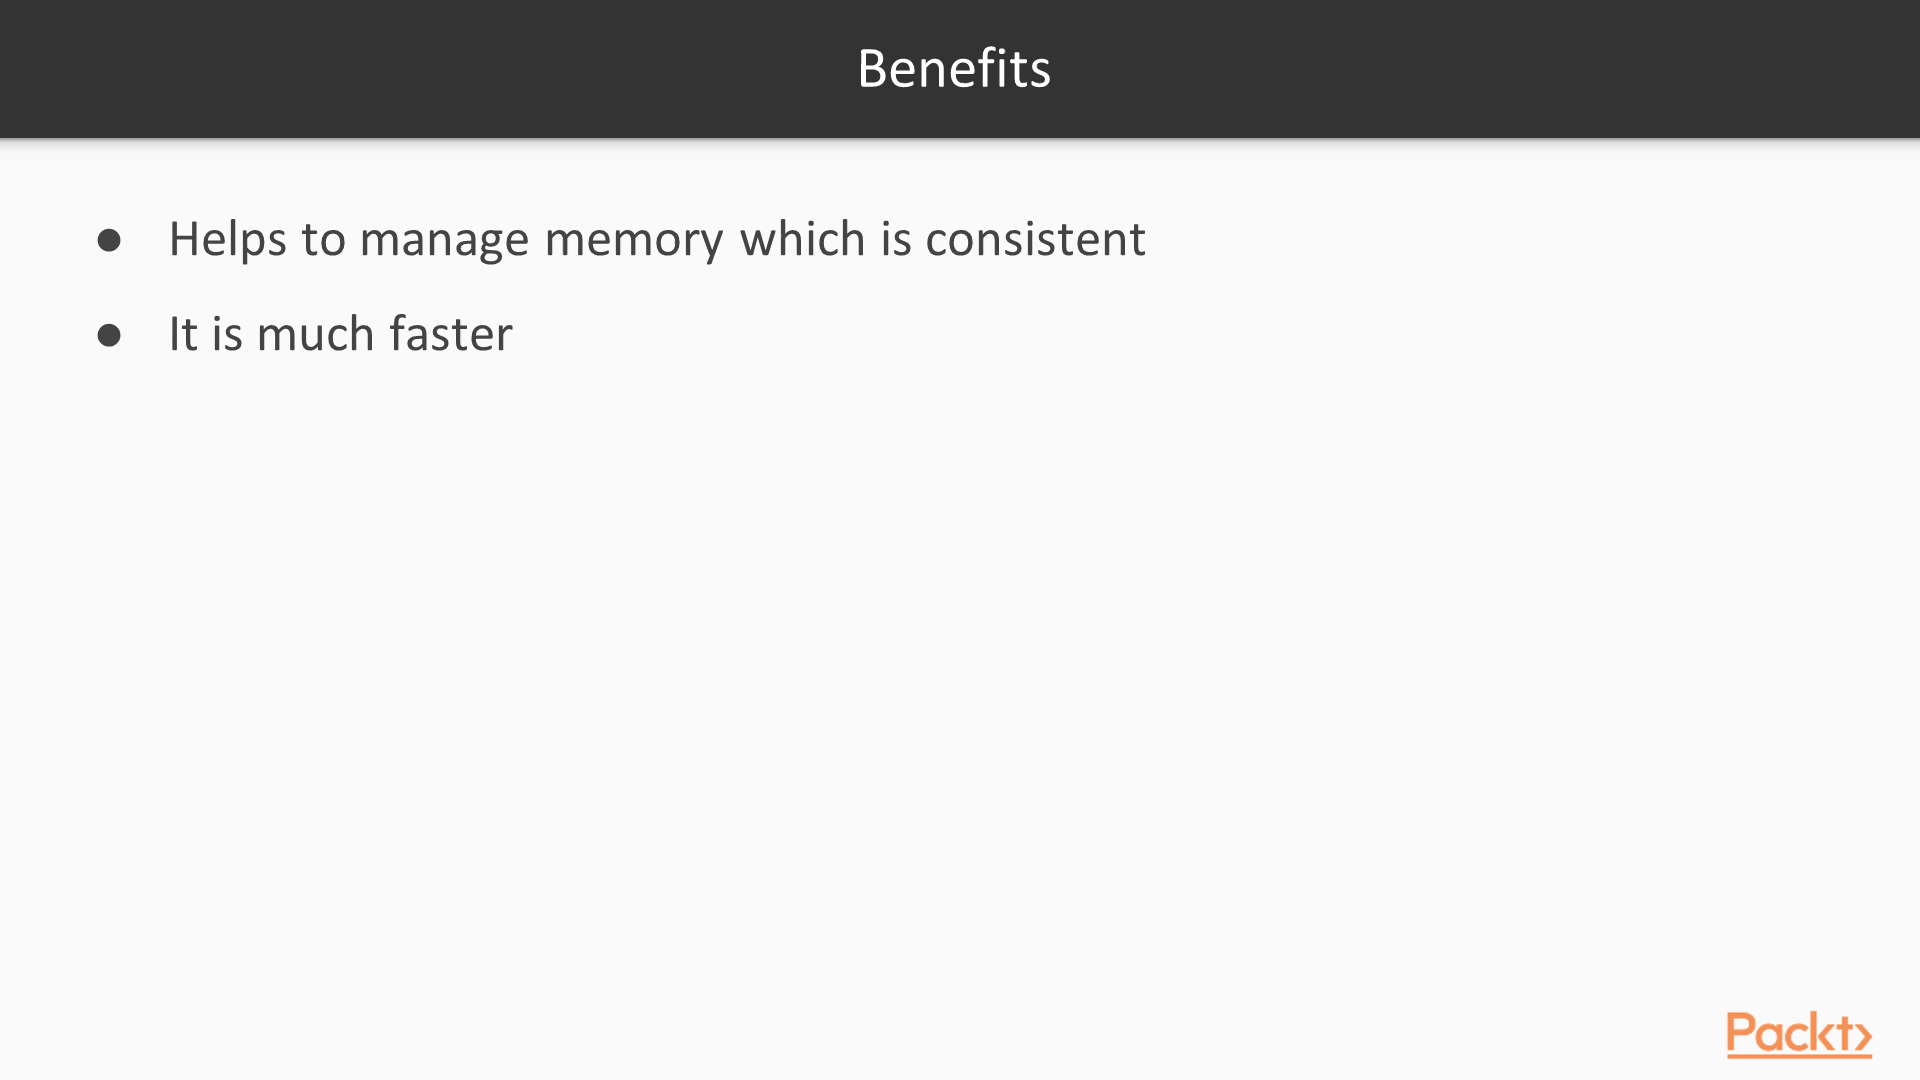 Benefits
● Helps to manage memory which is consistent
● It is much faster
Packt>